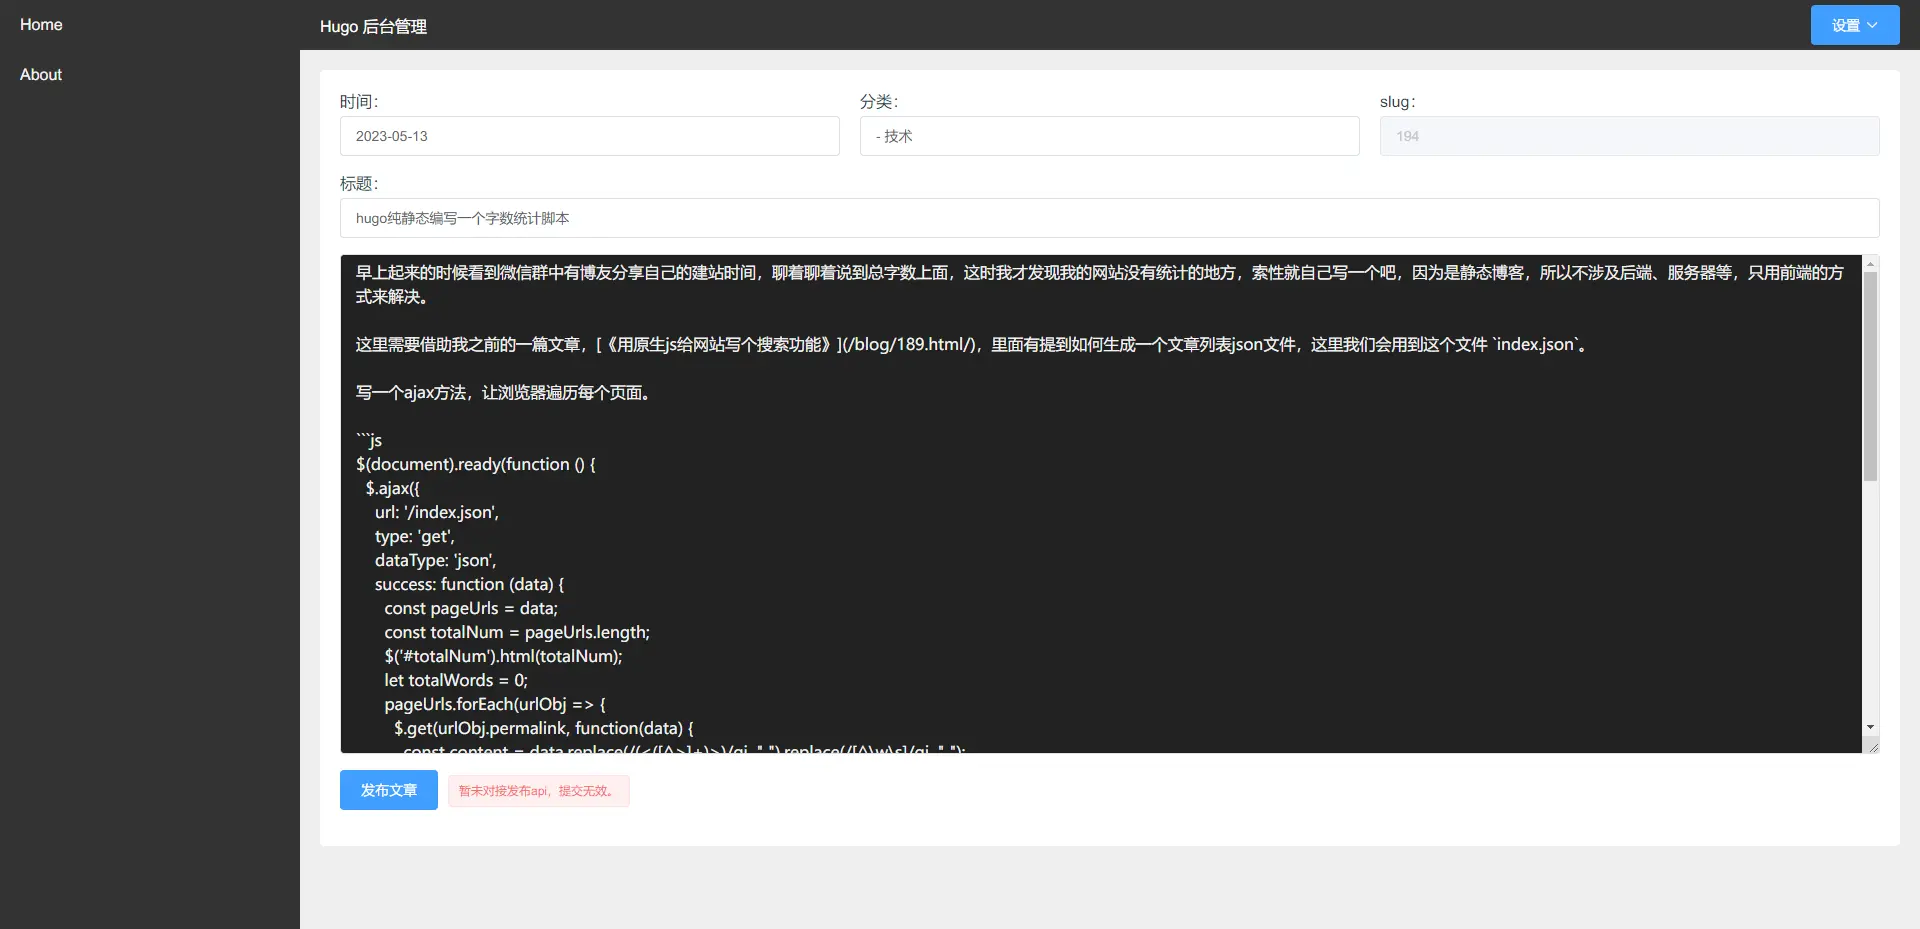 Home
About
Hugo 后台管理
设置
时间：
分类：
slug：
2023-05-13
- 技术
194
标题：
hugo纯静态编写一个字数统计脚本
早上起来的时候看到微信群中有博友分享自己的建站时间，聊着聊着说到总字数上面，这时我才发现我的网站没有统计的地方，索性就自己写一个吧，因为是静态博客，所以不涉及后端、服务器等，只用前端的方
式来解决。
这里需要借助我之前的一篇文章，[《用原生js给网站写个搜索功能》](/blog/189.html/)，里面有提到如何生成一个文章列表json文件，这里我们会用到这个文件 `index.json`。
写一个ajax方法，让浏览器遍历每个页面。
```js
$(document).ready(function () {
$.ajax({
url: '/index.json',
type: 'get',
dataType: 'json',
success: function (data) {
const pageUrls = data;
const totalNum = pageUrls.length;
$('#totalNum').html(totalNum);
let totalWords = 0;
pageUrls.forEach(urlObj => {
$.get(urlObj.permalink, function(data) {
const content = data.replace(/(<([^>]+)>)/gi, " ").replace(/[^\w\s]/gi, " ");
发布文章
暂未对接发布api，提交无效。